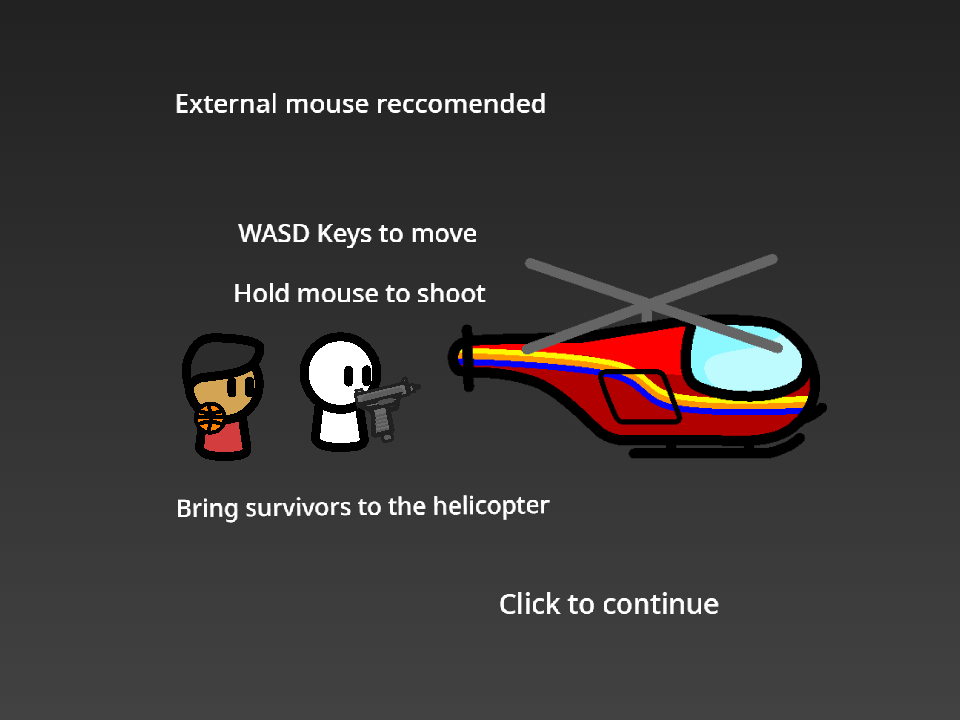 External mouse reccomended
WASD Keys to move
Hold mouse to shoot
Bring survivors to the helicopter
Click to continue